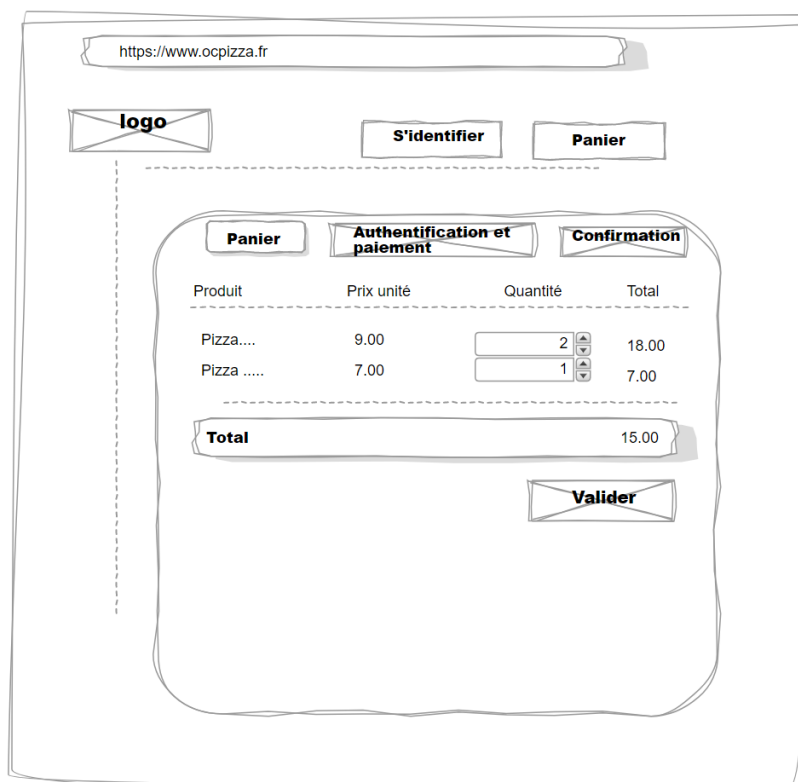 https://www.ocpizza.fr
logo
S'identifier
Panier
Panier
Authentification et
paiement
Confirmation
Produit
Prix unité
Quantité
Total
Pizza....
9.00
2
18.00
Pizza .....
7.00
1
7.00
Total
15.00
Valider